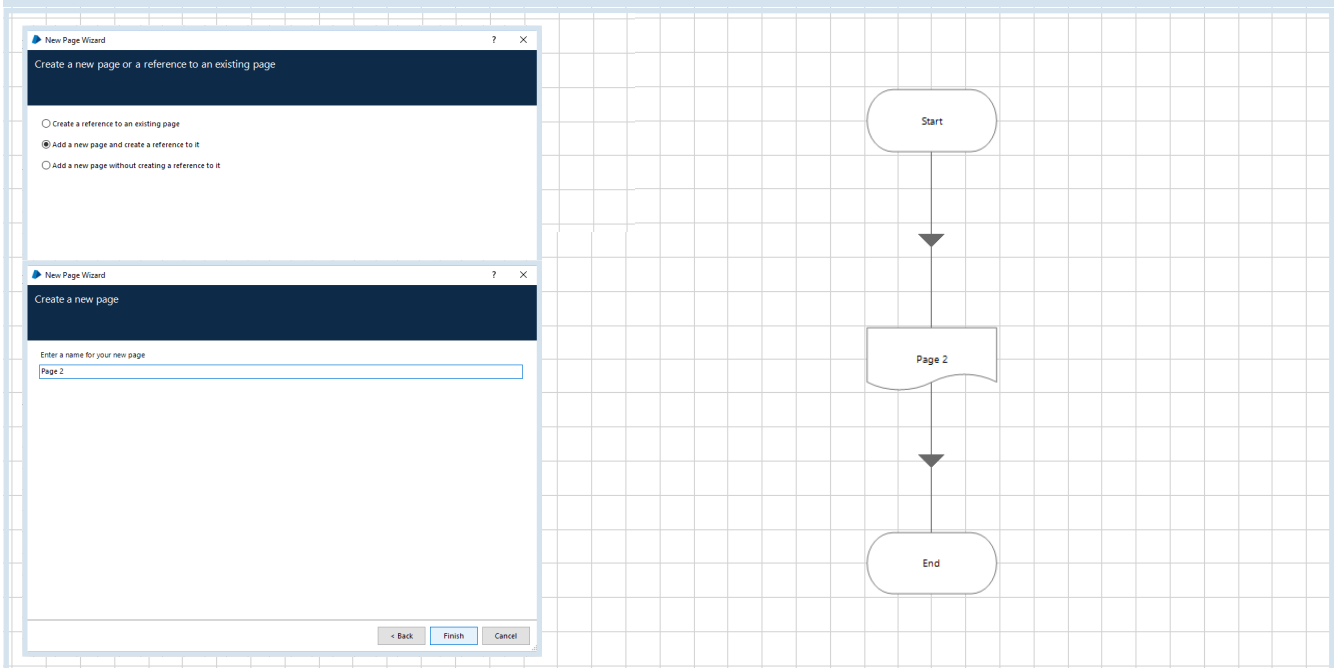 New Page Wizard ? ×
Create a new page or a reference to an existing page
Create a reference to an existing page
Add a new page and create a reference to it
Add a new page without creating a reference to it
New Page Wizard ? ×
Create a new page
Enter a name for your new page
Page 2
< Back Finish Cancel
Start
Page 2
End